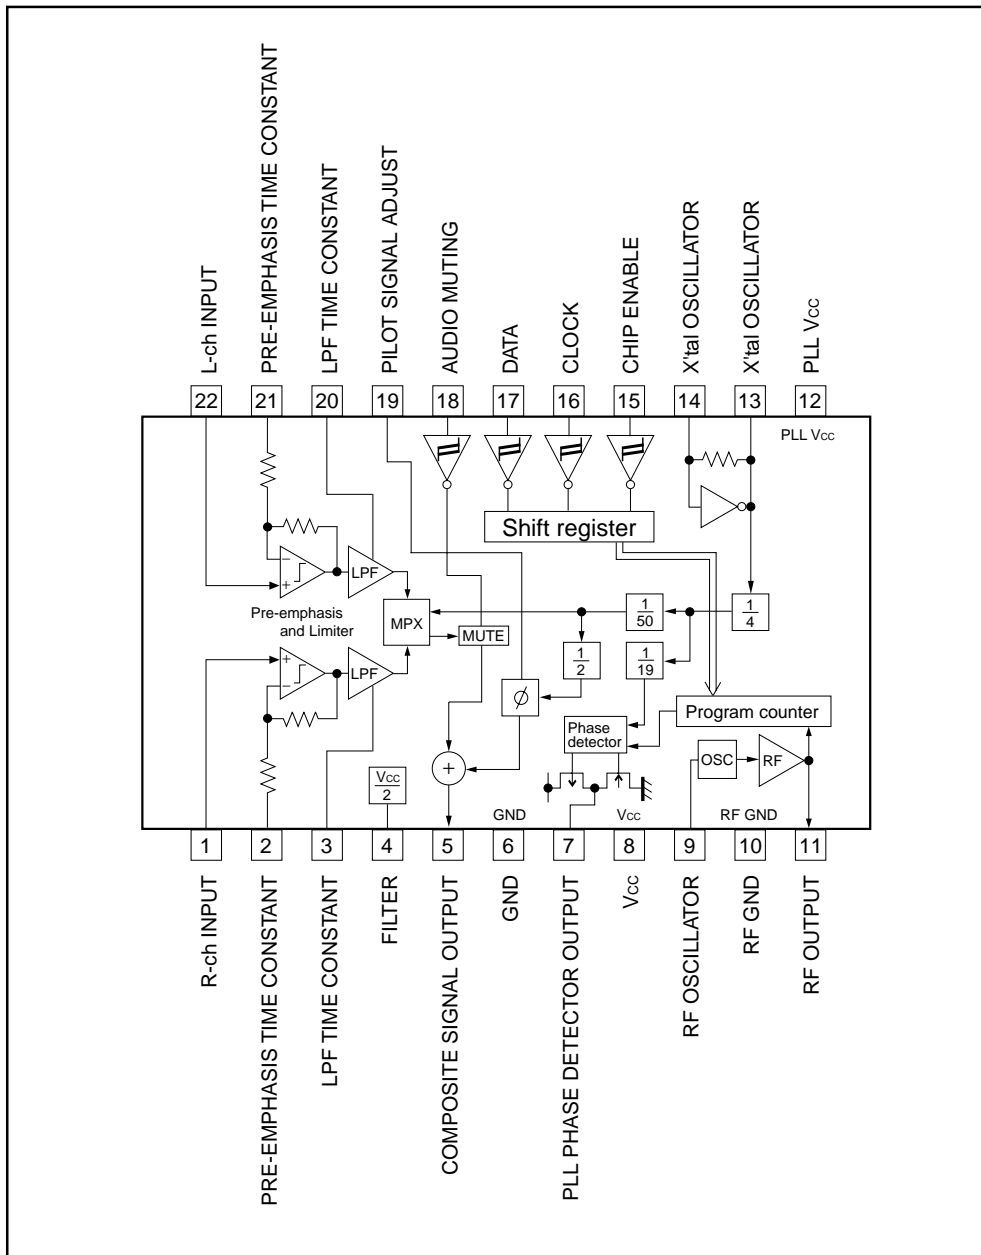 L-ch INPUT
PRE-EMPHASIS TIME CONSTANT
LPF TIME CONSTANT
PILOT SIGNAL ADJUST
AUDIO MUTING
DATA
CLOCK
CHIP ENABLE
X'tal OSCILLATOR
X'tal OSCILLATOR
PLL Vcc
22
21
20
19
18
17
16
15
14
13
12
PLL Vcc
Shift register
LPF
Pre-emphasis
and Limiter
MPX
MUTE
1
50
1
4
1
2
1
19
LPF
ϕ
Phase
detector
Program counter
+
Vcc
2
OSC
RF
GND
Vcc
RF GND
1
2
3
4
5
6
7
8
9
10
11
R-ch INPUT
PRE-EMPHASIS TIME CONSTANT
LPF TIME CONSTANT
FILTER
COMPOSITE SIGNAL OUTPUT
GND
PLL PHASE DETECTOR OUTPUT
Vcc
RF OSCILLATOR
RF GND
RF OUTPUT